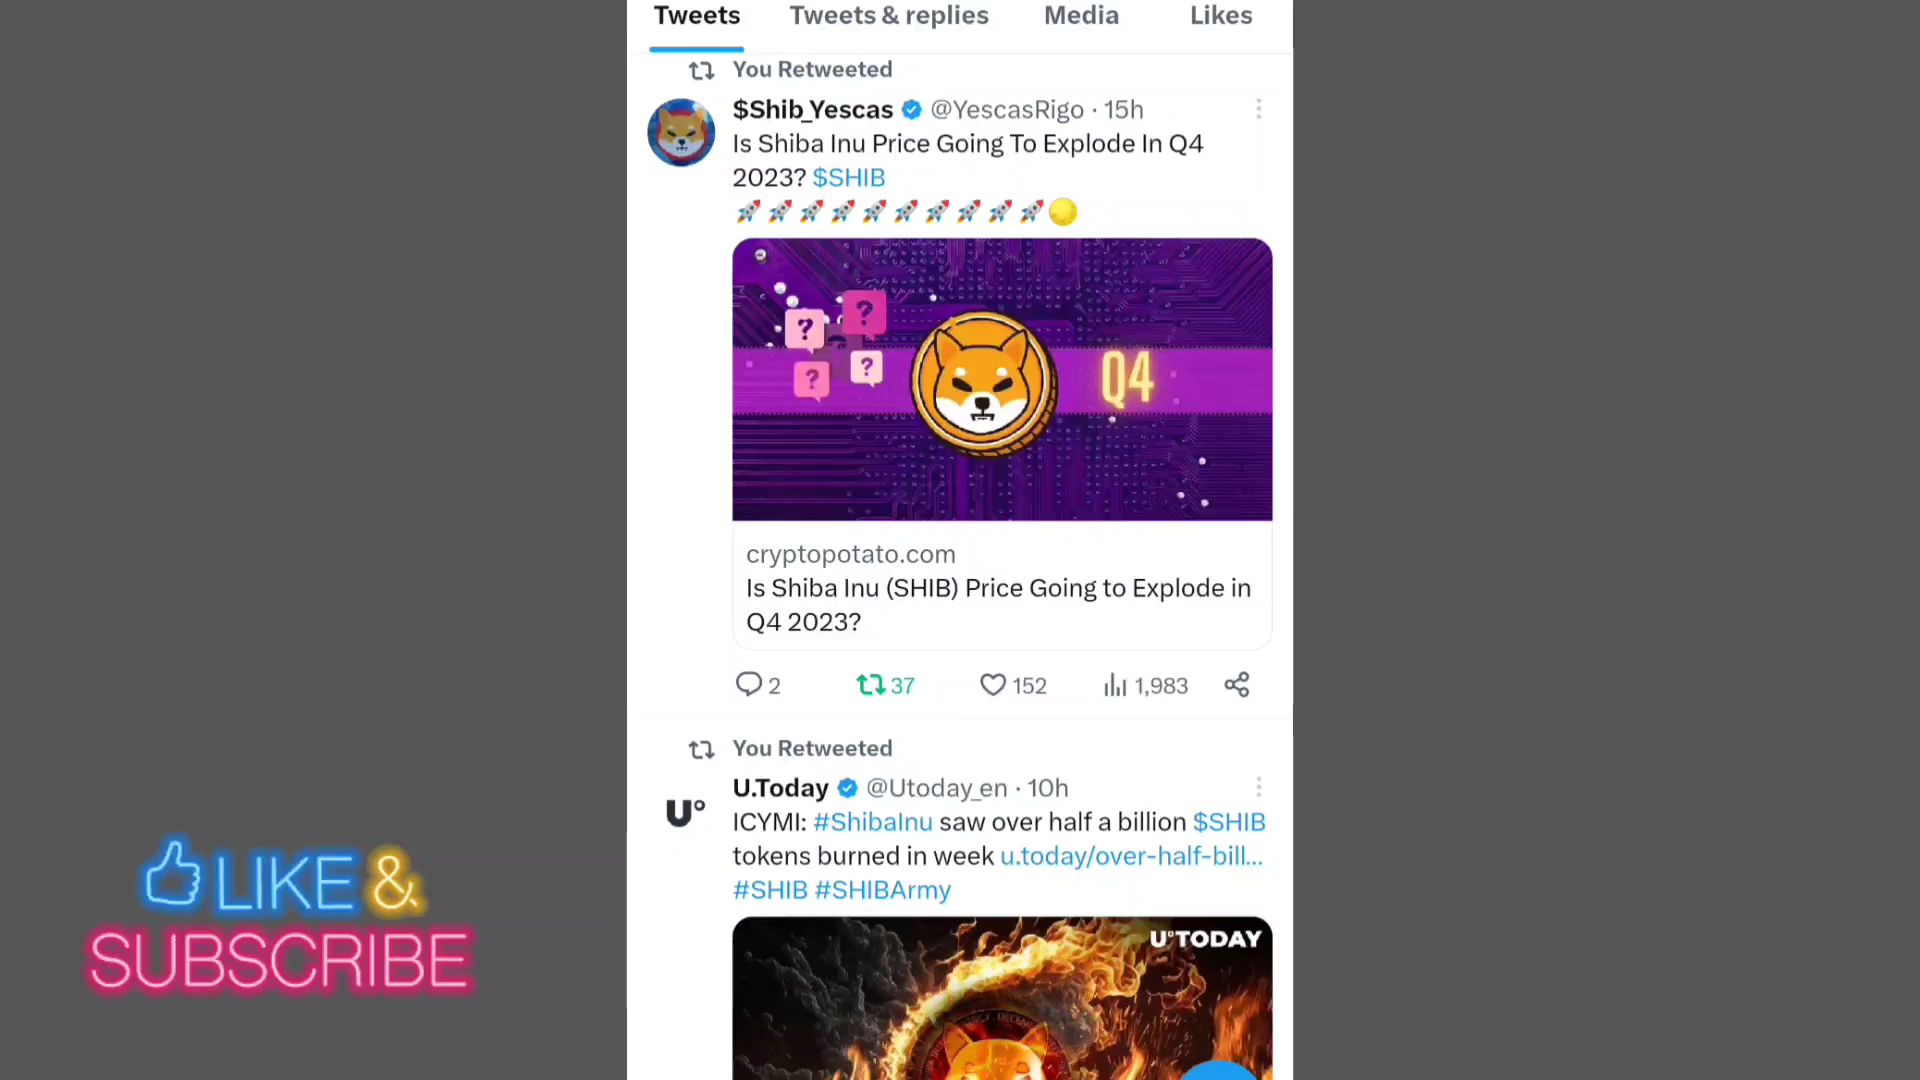 Tweets Tweets & replies Media Likes
You Retweeted
$Shib_Yescas @YescasRigo · 15h
Is Shiba Inu Price Going To Explode In Q4
2023? $SHIB
? ? ? ?
Q4
cryptopotato.com
Is Shiba Inu (SHIB) Price Going to Explode in
Q4 2023?
2 37 152 1,983
You Retweeted
U.Today @Utoday_en · 10h
U°
ICYMI: #ShibaInu saw over half a billion $SHIB
tokens burned in week u.today/over-half-bill...
#SHIB #SHIBArmy
U°TODAY
LIKE &
SUBSCRIBE